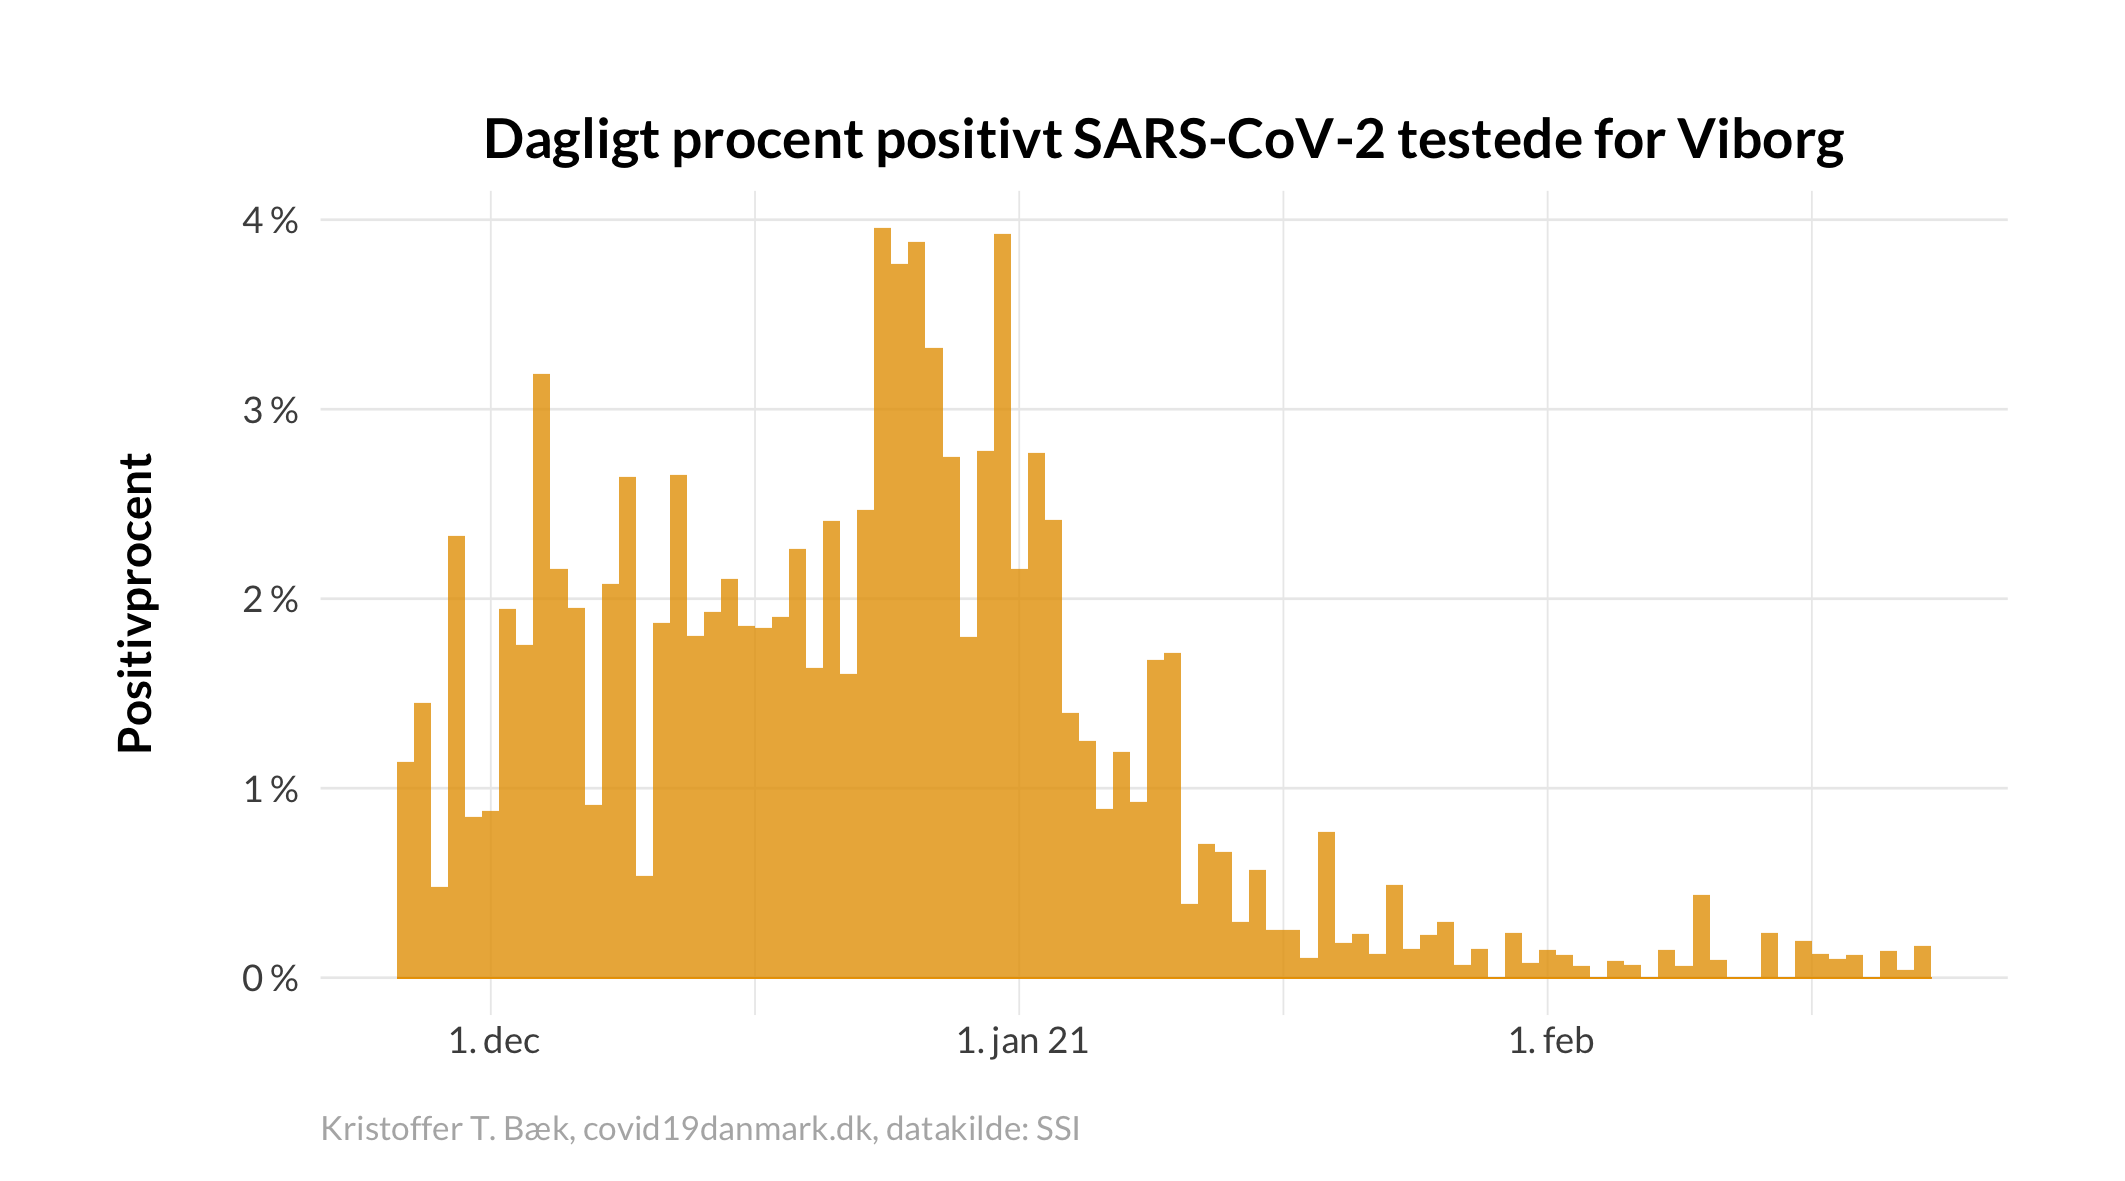 Dagligt procent positivt SARS-CoV-2 testede for Viborg
Positivprocent
4 %
3 %
2 %
1 %
0 %
1. dec
1. jan 21
1. feb
Kristoffer T. Bæk, covid19danmark.dk, datakilde: SSI